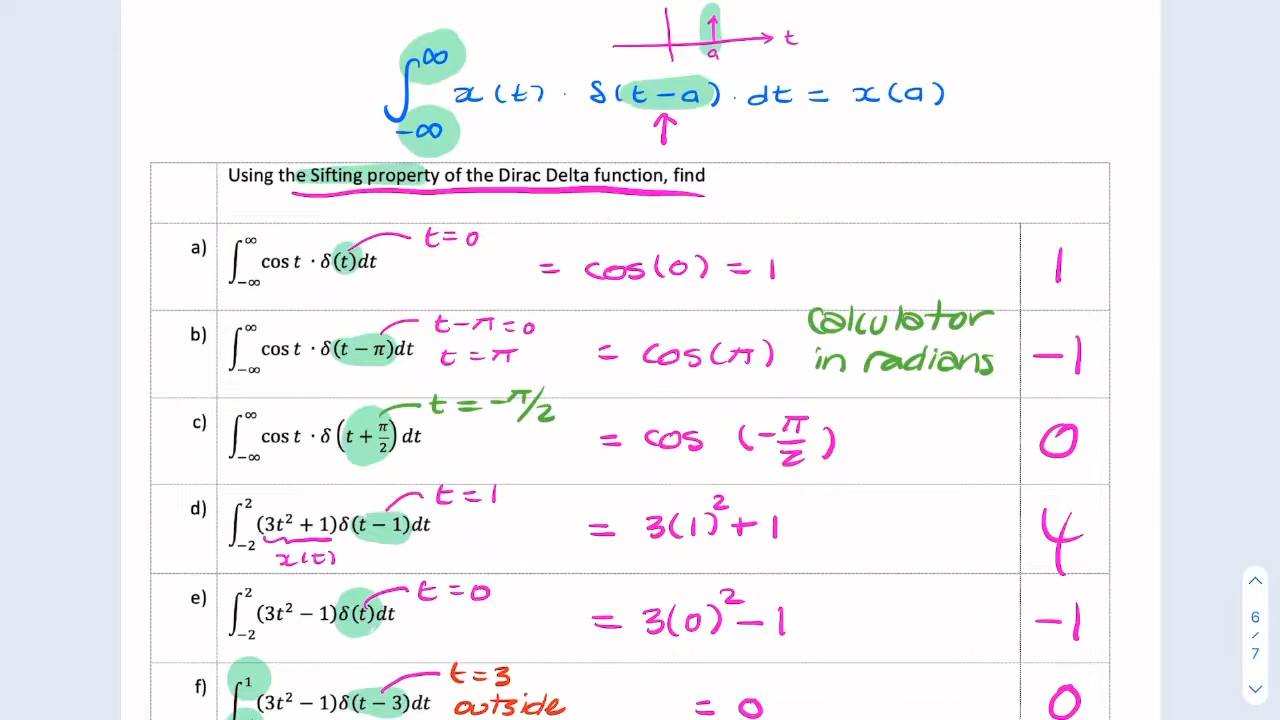 t
a
∫_{-∞}^{∞} x(t) · δ(t-a) · dt = x(a)
Using the Sifting property of the Dirac Delta function, find
a) ∫_{-∞}^{∞} cos t · δ(t)dt t=0 = cos(0) = 1 1
b) ∫_{-∞}^{∞} cos t · δ(t − π)dt t-π=0 t=π = cos(π) calculator in radians -1
c) ∫_{-∞}^{∞} cos t · δ(t + π/2) dt t = -π/2 = cos (-π/2) 0
d) ∫_{-2}^{2} (3t² + 1)δ(t − 1)dt t=1 = 3(1)²+1 4
x(t)
e) ∫_{-2}^{2} (3t² − 1)δ(t)dt t=0 = 3(0)²-1 -1
f) ∫^{1} (3t² − 1)δ(t − 3)dt t=3 outside = 0 0
6
/
7